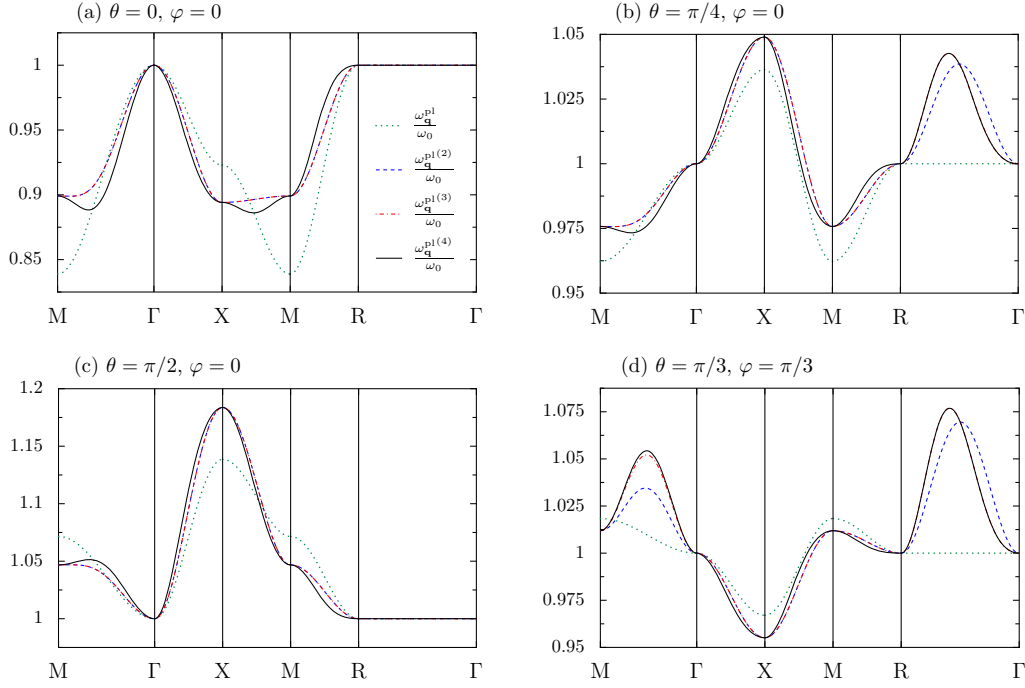 (a) θ = 0, φ = 0
1
0.95
0.9
0.85
M Γ X M R Γ
ω_q^pl / ω_0
ω_q^pl(2) / ω_0
ω_q^pl(3) / ω_0
ω_q^pl(4) / ω_0
(b) θ = π/4, φ = 0
1.05
1.025
1
0.975
0.95
M Γ X M R Γ
(c) θ = π/2, φ = 0
1.2
1.15
1.1
1.05
1
M Γ X M R Γ
(d) θ = π/3, φ = π/3
1.075
1.05
1.025
1
0.975
0.95
M Γ X M R Γ